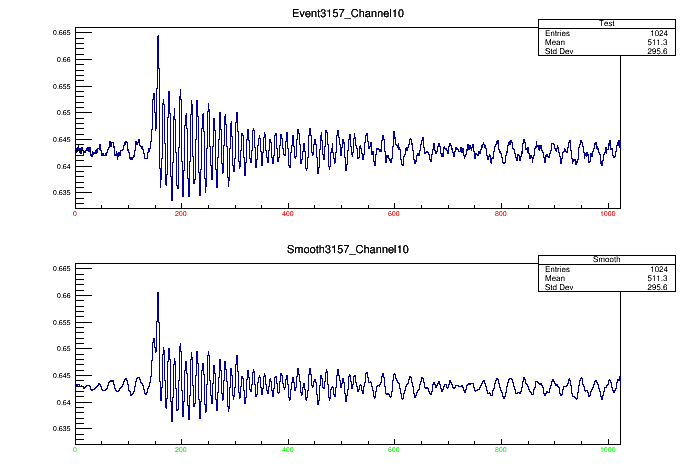 Event3157_Channel10
Test
Entries 1024
Mean 511.3
Std Dev 295.6
0.665
0.66
0.655
0.65
0.645
0.64
0.635
0 200 400 600 800 1000
Smooth3157_Channel10
Smooth
Entries 1024
Mean 511.3
Std Dev 295.6
0.665
0.66
0.655
0.65
0.645
0.64
0.635
0 200 400 600 800 1000